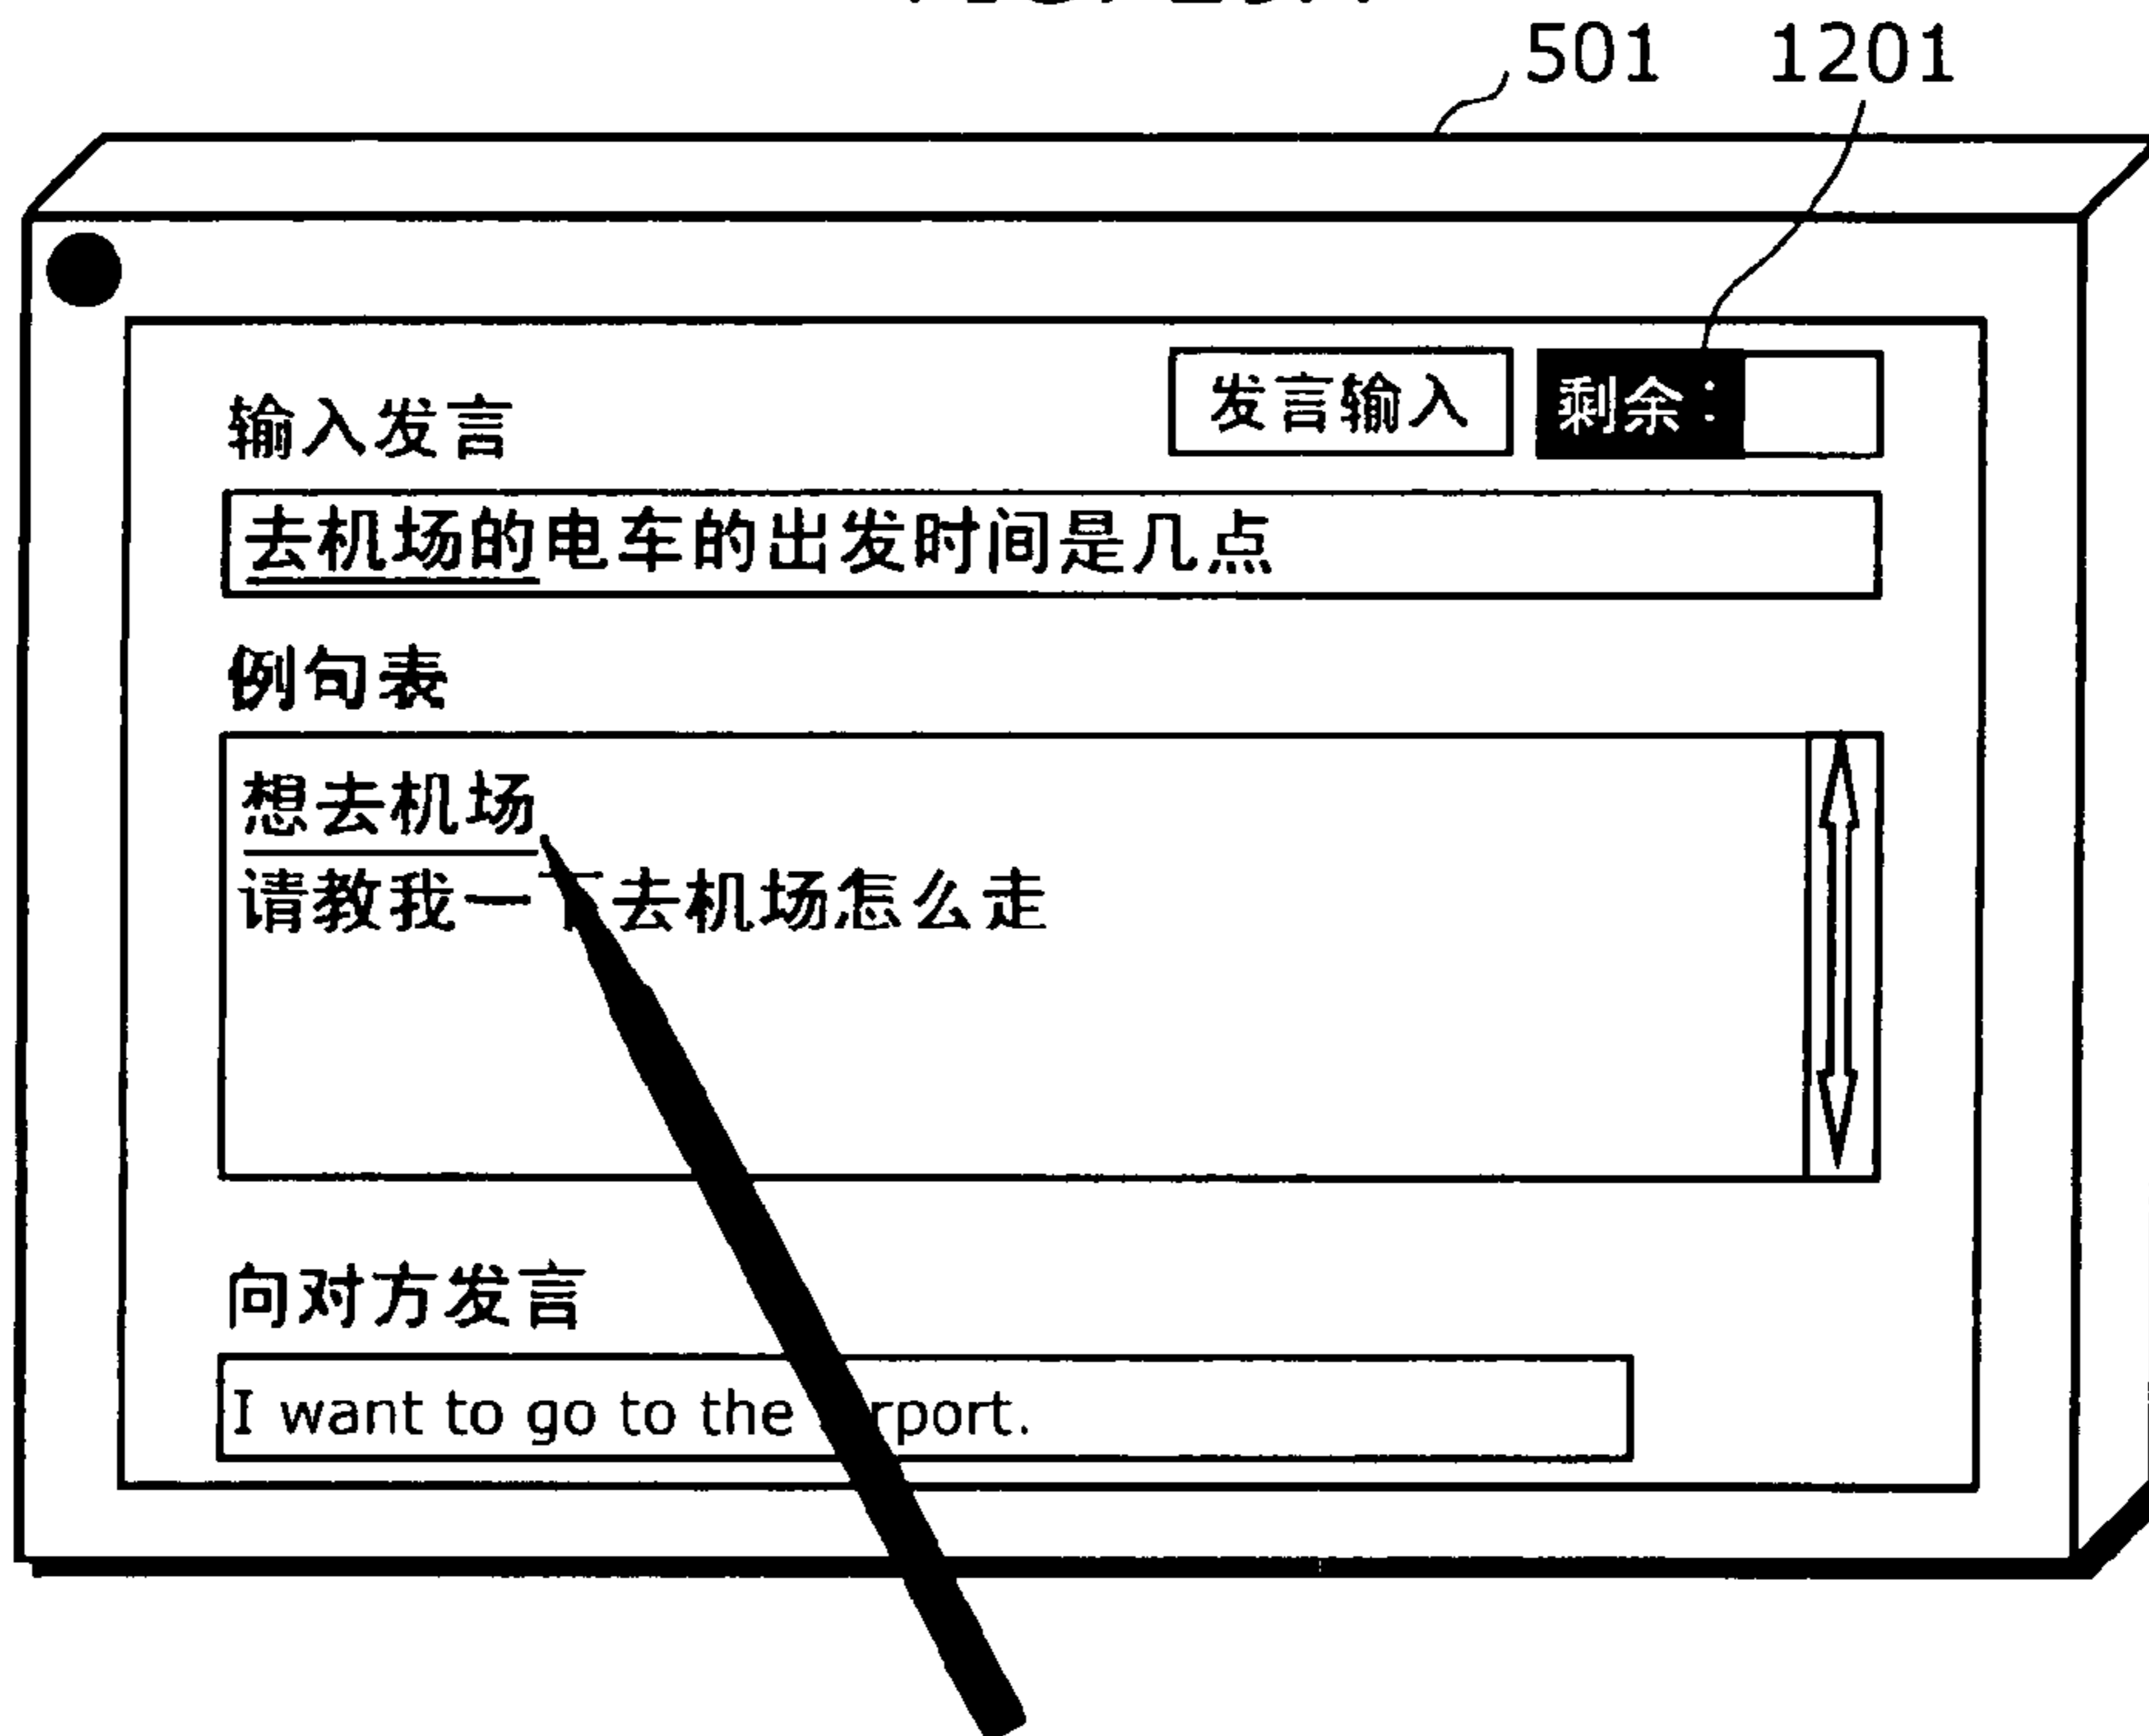 501 1201
输入发言 发言输入 剩余：
去机场的电车的出发时间是几点
例句表
想去机场
请教我一下去机场怎么走
向对方发言
I want to go to the rport.